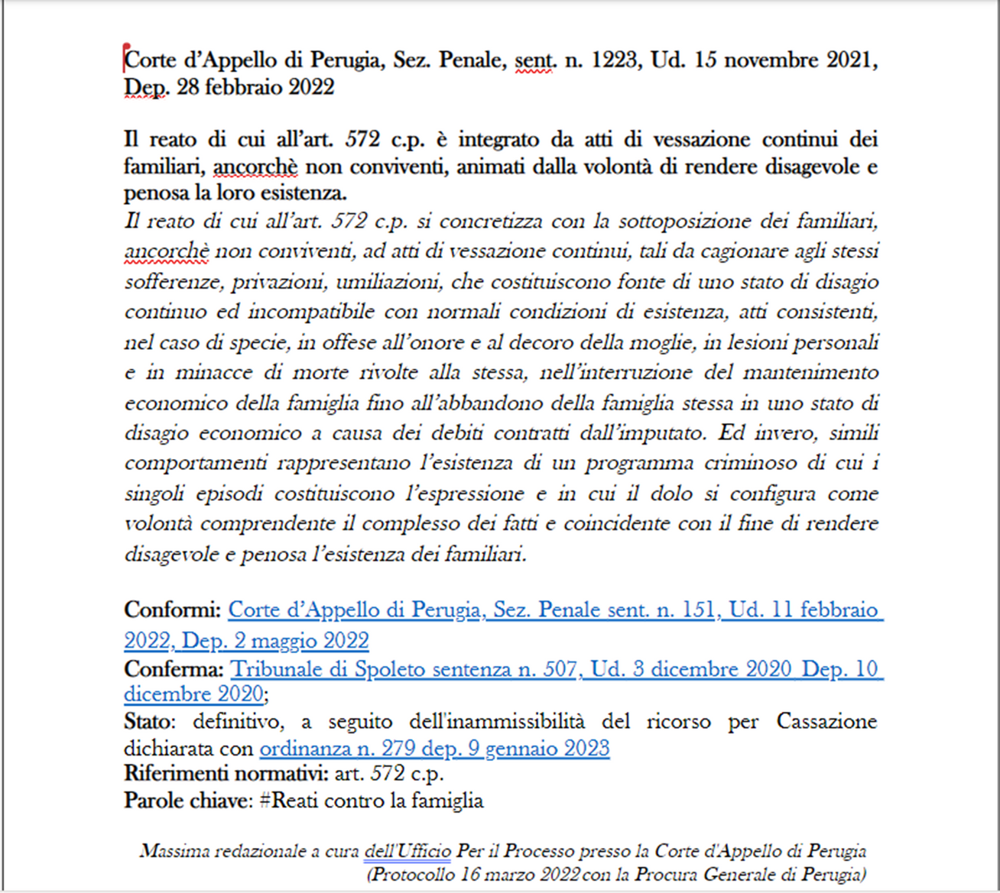 Corte d’Appello di Perugia, Sez. Penale, sent. n. 1223, Ud. 15 novembre 2021,
Dep. 28 febbraio 2022
Il reato di cui all’art. 572 c.p. è integrato da atti di vessazione continui dei
familiari, ancorchè non conviventi, animati dalla volontà di rendere disagevole e
penosa la loro esistenza.
Il reato di cui all’art. 572 c.p. si concretizza con la sottoposizione dei familiari,
ancorchè non conviventi, ad atti di vessazione continui, tali da cagionare agli stessi
sofferenze, privazioni, umiliazioni, che costituiscono fonte di uno stato di disagio
continuo ed incompatibile con normali condizioni di esistenza, atti consistenti,
nel caso di specie, in offese all’onore e al decoro della moglie, in lesioni personali
e in minacce di morte rivolte alla stessa, nell’interruzione del mantenimento
economico della famiglia fino all’abbandono della famiglia stessa in uno stato di
disagio economico a causa dei debiti contratti dall’imputato. Ed invero, simili
comportamenti rappresentano l’esistenza di un programma criminoso di cui i
singoli episodi costituiscono l’espressione e in cui il dolo si configura come
volontà comprendente il complesso dei fatti e coincidente con il fine di rendere
disagevole e penosa l’esistenza dei familiari.
Conformi: Corte d’Appello di Perugia, Sez. Penale sent. n. 151, Ud. 11 febbraio
2022, Dep. 2 maggio 2022
Conferma: Tribunale di Spoleto sentenza n. 507, Ud. 3 dicembre 2020 Dep. 10
dicembre 2020;
Stato: definitivo, a seguito dell'inammissibilità del ricorso per Cassazione
dichiarata con ordinanza n. 279 dep. 9 gennaio 2023
Riferimenti normativi: art. 572 c.p.
Parole chiave: #Reati contro la famiglia
Massima redazionale a cura dell'Ufficio Per il Processo presso la Corte d'Appello di Perugia
(Protocollo 16 marzo 2022 con la Procura Generale di Perugia)